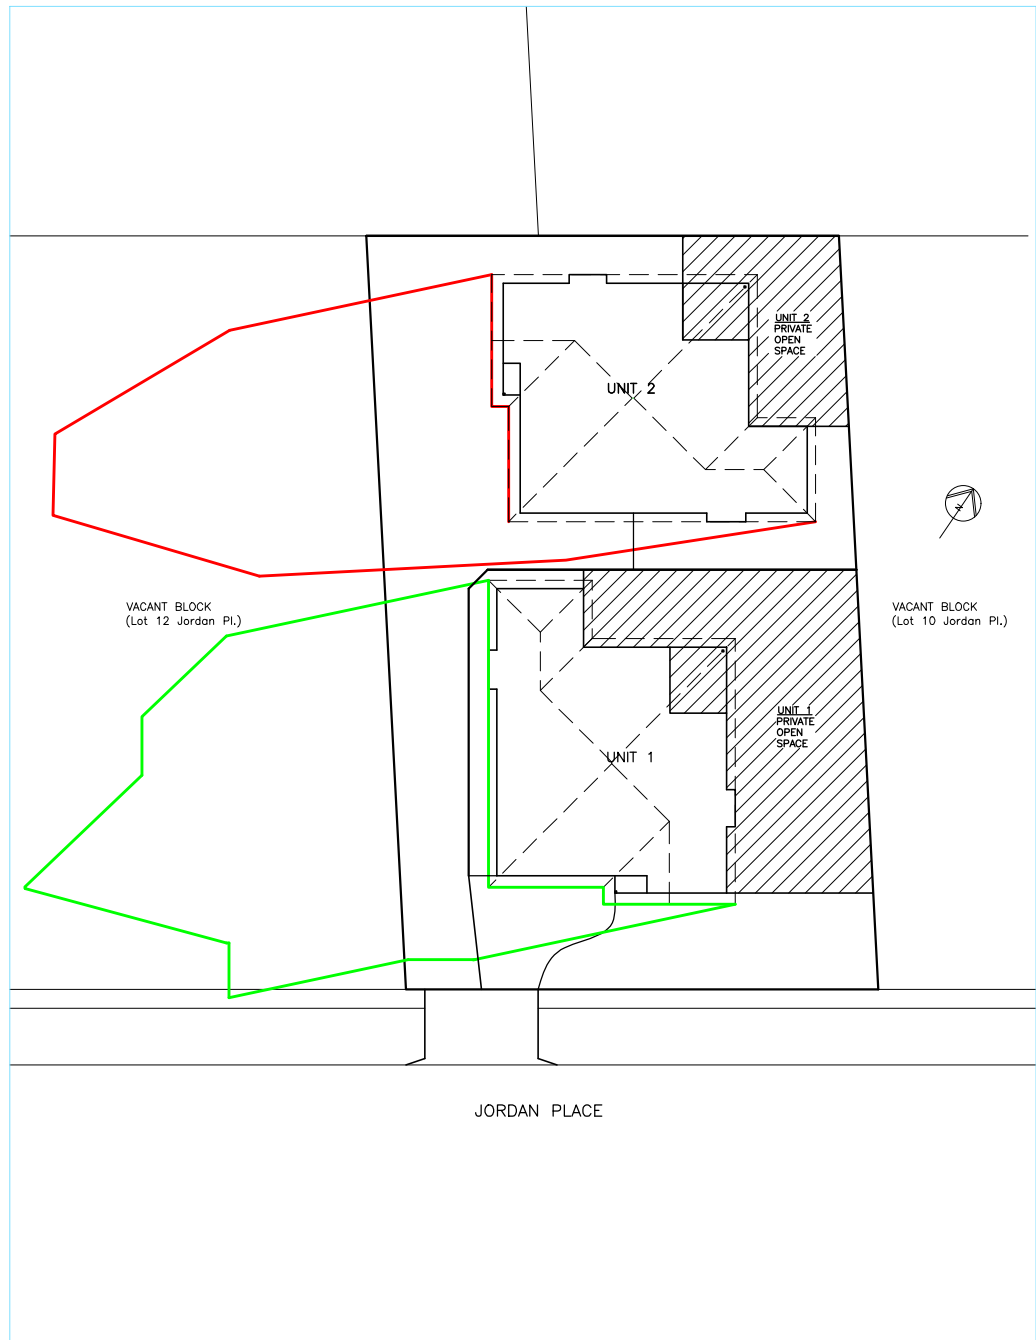 UNIT 2
PRIVATE
OPEN
SPACE
UNIT 2
N
VACANT BLOCK
(Lot 12 Jordan Pl.)
VACANT BLOCK
(Lot 10 Jordan Pl.)
UNIT 1
PRIVATE
OPEN
SPACE
UNIT 1
JORDAN PLACE